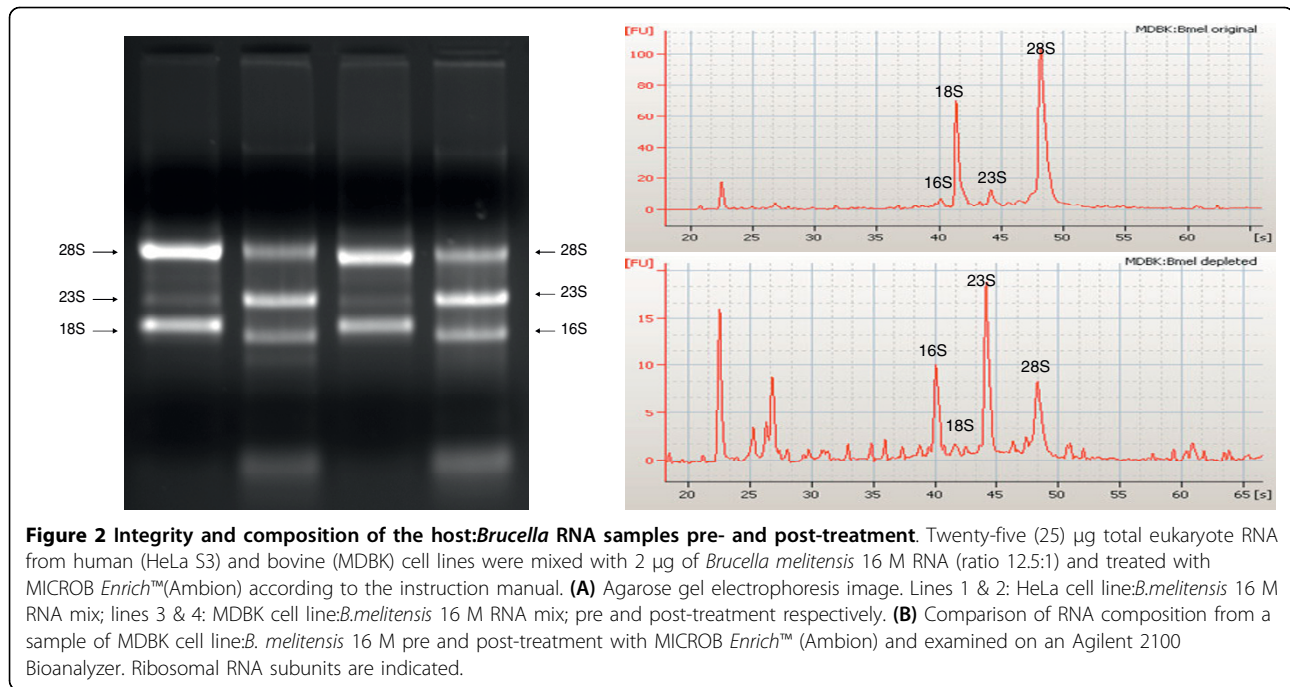 28S
23S
18S
28S
23S
16S
[FU]
MDBK:Bmel original
100
80
60
40
20
0
16S
18S
23S
28S
20 25 30 35 40 45 50 55 60 [s]
[FU]
MDBK:Bmel depleted
15
10
5
0
16S
18S
23S
28S
20 25 30 35 40 45 50 55 60 65 [s]
Figure 2 Integrity and composition of the host:Brucella RNA samples pre- and post-treatment. Twenty-five (25) μg total eukaryote RNA
from human (HeLa S3) and bovine (MDBK) cell lines were mixed with 2 μg of Brucella melitensis 16 M RNA (ratio 12.5:1) and treated with
MICROB Enrich™(Ambion) according to the instruction manual. (A) Agarose gel electrophoresis image. Lines 1 & 2: HeLa cell line:B.melitensis 16 M
RNA mix; lines 3 & 4: MDBK cell line:B.melitensis 16 M RNA mix; pre and post-treatment respectively. (B) Comparison of RNA composition from a
sample of MDBK cell line:B. melitensis 16 M pre and post-treatment with MICROB Enrich™ (Ambion) and examined on an Agilent 2100
Bioanalyzer. Ribosomal RNA subunits are indicated.